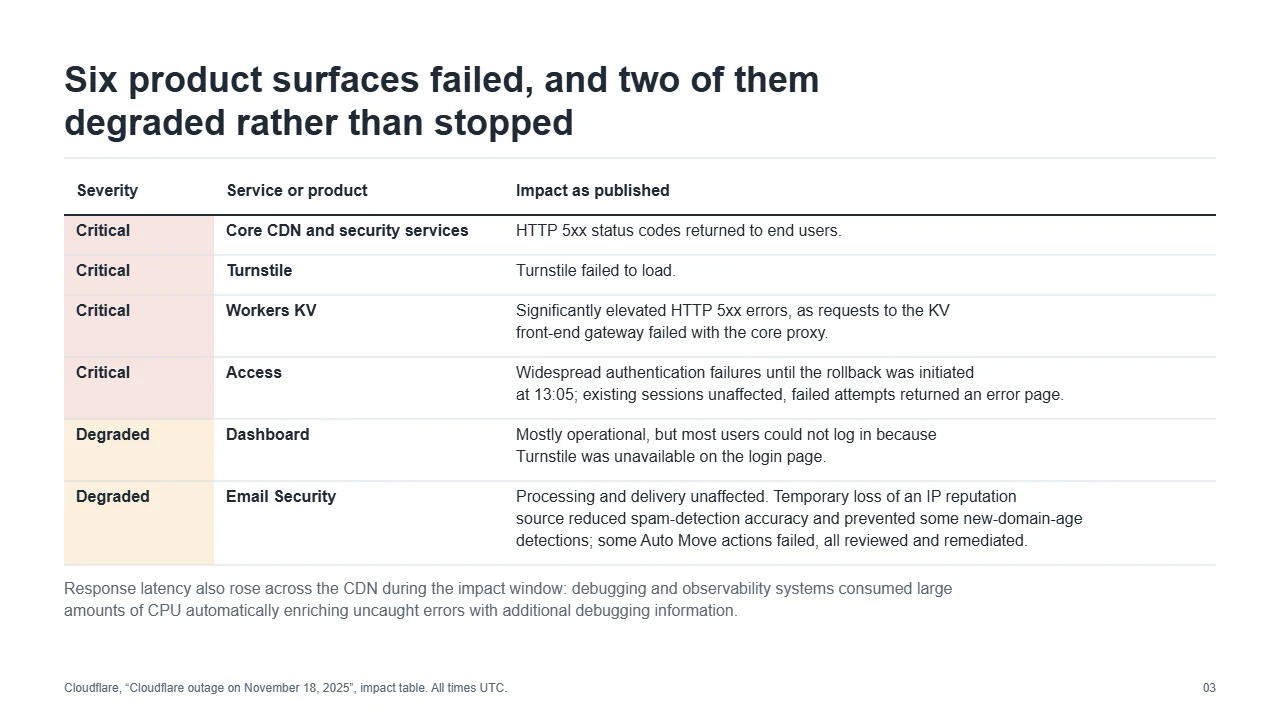 Six product surfaces failed, and two of them
degraded rather than stopped
Severity Service or product Impact as published
Critical Core CDN and security services HTTP 5xx status codes returned to end users.
Critical Turnstile Turnstile failed to load.
Critical Workers KV Significantly elevated HTTP 5xx errors, as requests to the KV
front-end gateway failed with the core proxy.
Critical Access Widespread authentication failures until the rollback was initiated
at 13:05; existing sessions unaffected, failed attempts returned an error page.
Degraded Dashboard Mostly operational, but most users could not log in because
Turnstile was unavailable on the login page.
Degraded Email Security Processing and delivery unaffected. Temporary loss of an IP reputation
source reduced spam-detection accuracy and prevented some new-domain-age
detections; some Auto Move actions failed, all reviewed and remediated.
Response latency also rose across the CDN during the impact window: debugging and observability systems consumed large
amounts of CPU automatically enriching uncaught errors with additional debugging information.
Cloudflare, “Cloudflare outage on November 18, 2025”, impact table. All times UTC. 03